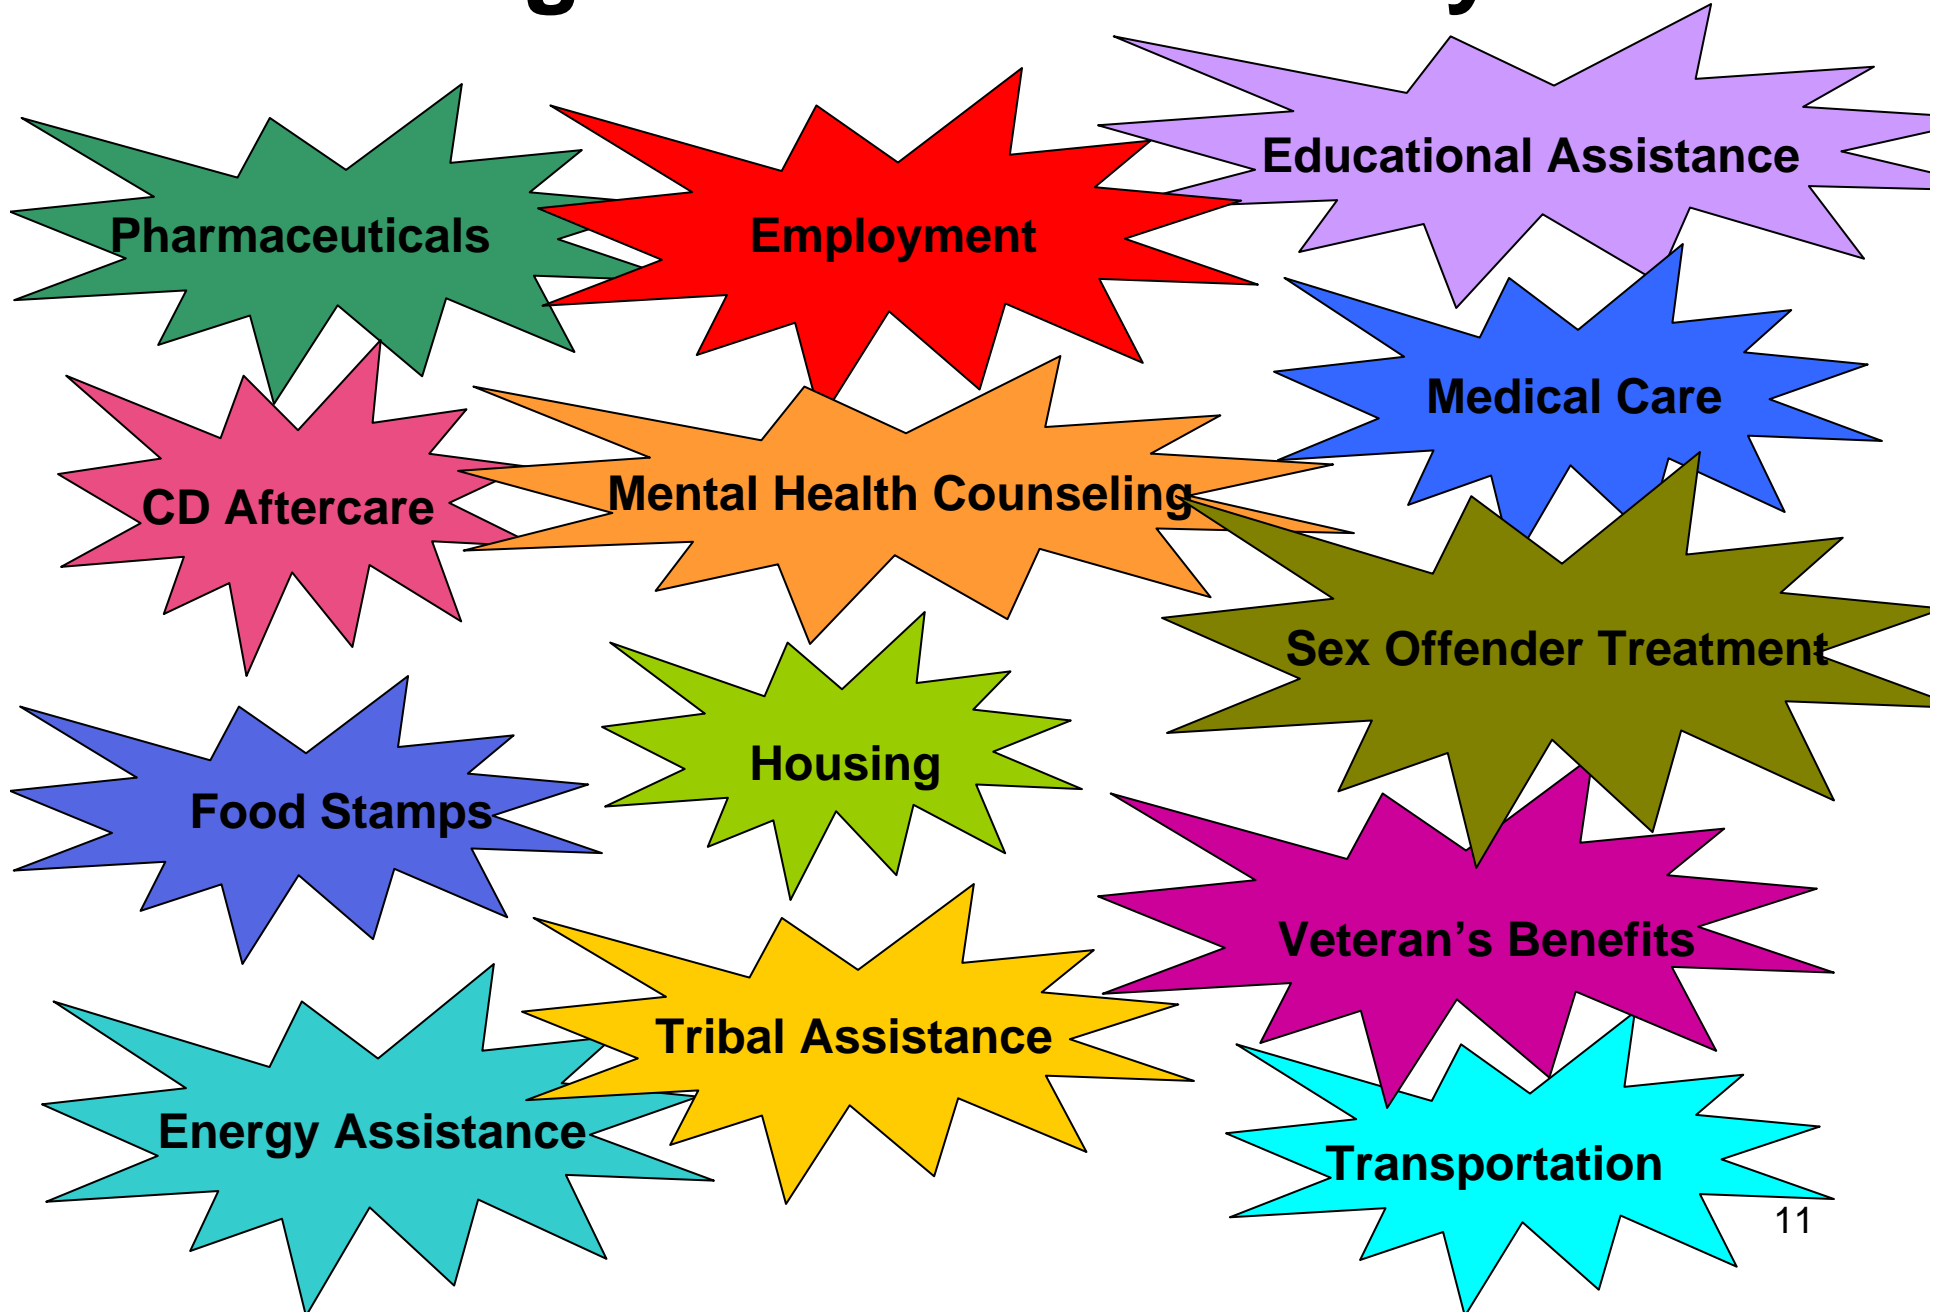 Educational Assistance
Pharmaceuticals
Employment
Medical Care
CD Aftercare
Mental Health Counseling
Sex Offender Treatment
Housing
Food Stamps
Veteran’s Benefits
Tribal Assistance
Energy Assistance
Transportation
11